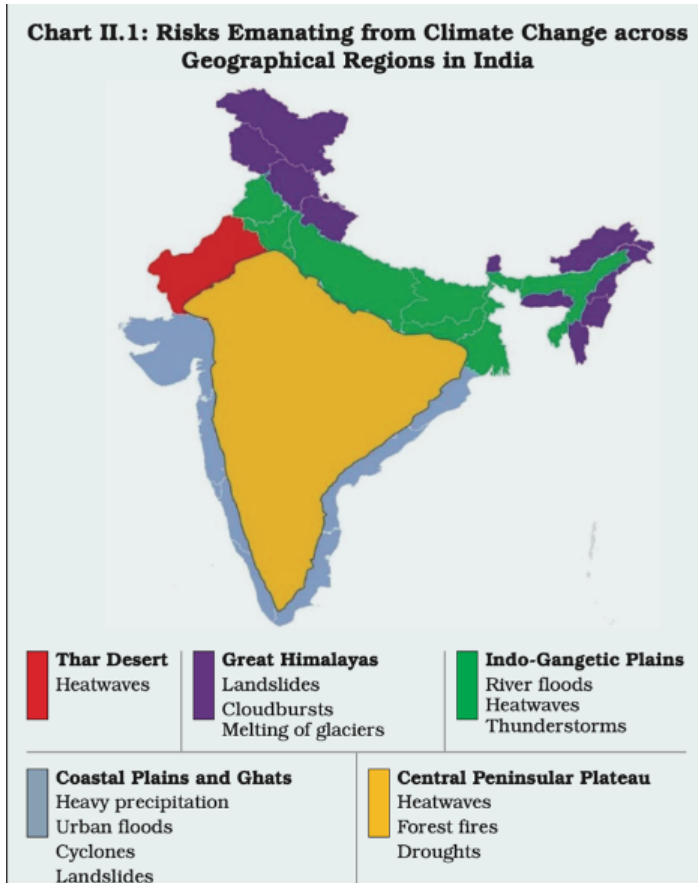 Chart II.1: Risks Emanating from Climate Change across
Geographical Regions in India
Thar Desert
Heatwaves
Great Himalayas
Landslides
Cloudbursts
Melting of glaciers
Indo-Gangetic Plains
River floods
Heatwaves
Thunderstorms
Coastal Plains and Ghats
Heavy precipitation
Urban floods
Cyclones
Landslides
Central Peninsular Plateau
Heatwaves
Forest fires
Droughts